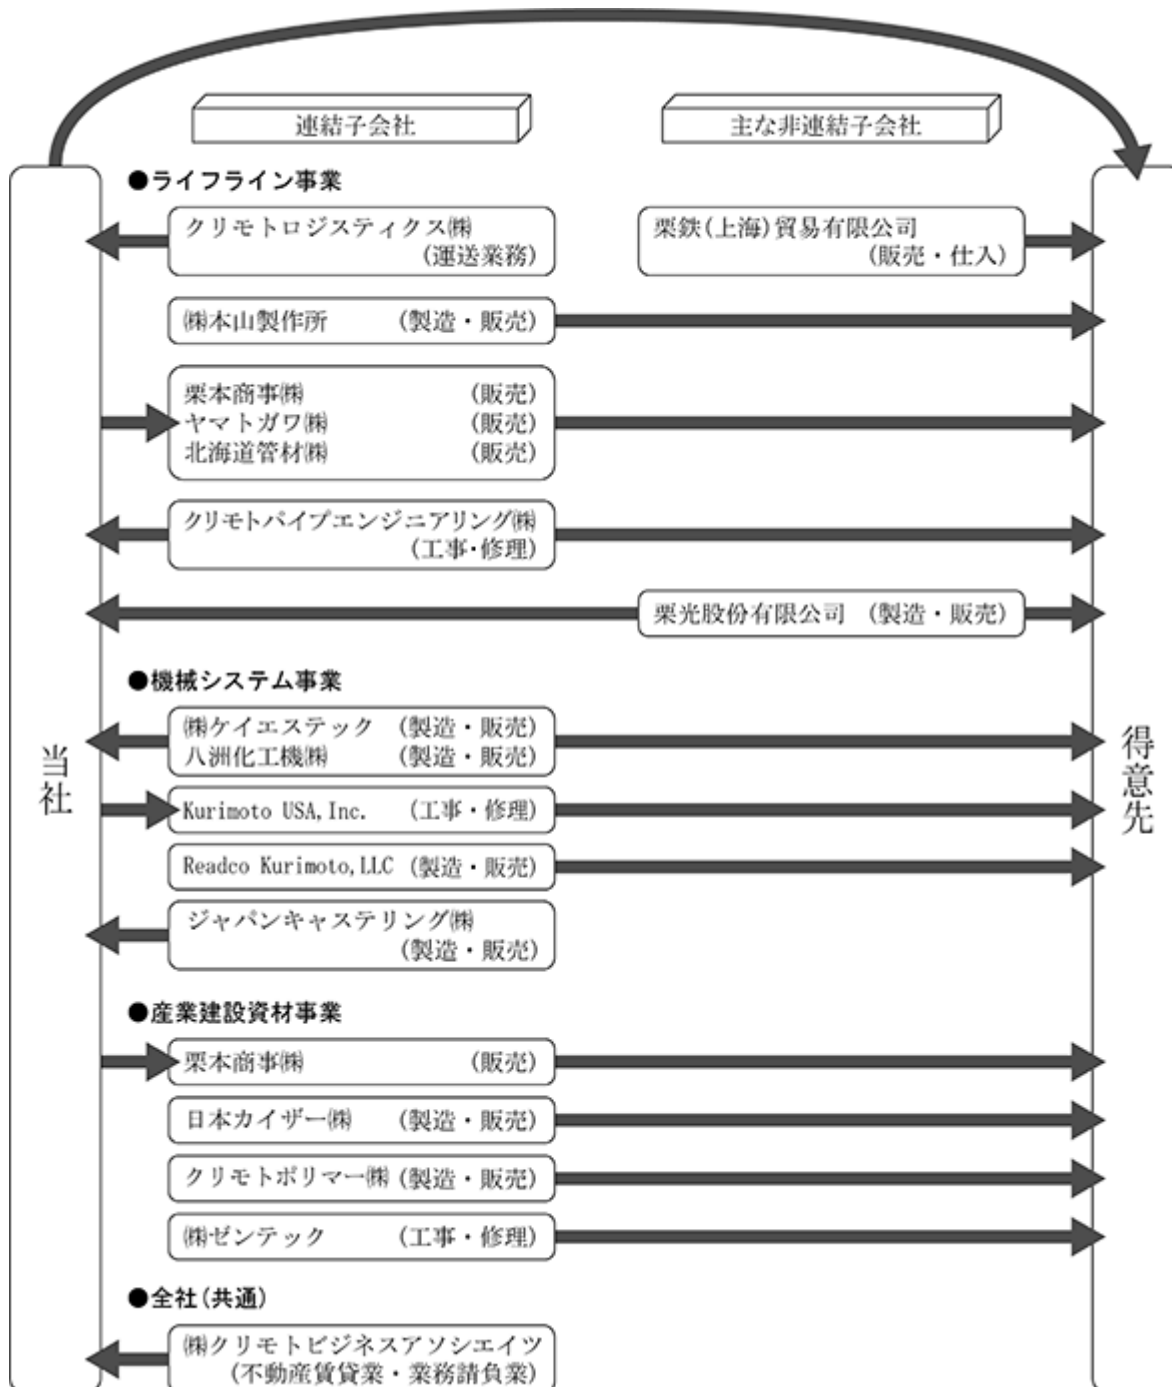 連結子会社
主な非連結子会社
●ライフライン事業
クリモトロジスティクス㈱
(運送業務)
栗鉄(上海)貿易有限公司
(販売・仕入)
㈱本山製作所 (製造・販売)
栗本商事㈱ (販売)
ヤマトガワ㈱ (販売)
北海道管材㈱ (販売)
クリモトパイプエンジニアリング㈱
(工事・修理)
栗光股份有限公司 (製造・販売)
●機械システム事業
㈱ケイエステック (製造・販売)
八洲化工機㈱ (製造・販売)
Kurimoto USA,Inc. (工事・修理)
Readco Kurimoto,LLC (製造・販売)
ジャパンキャステリング㈱
(製造・販売)
●産業建設資材事業
栗本商事㈱ (販売)
日本カイザー㈱ (製造・販売)
クリモトポリマー㈱ (製造・販売)
㈱ゼンテック (工事・修理)
●全社(共通)
㈱クリモトビジネスアソシエイツ
(不動産賃貸業・業務請負業)
当社
得意先